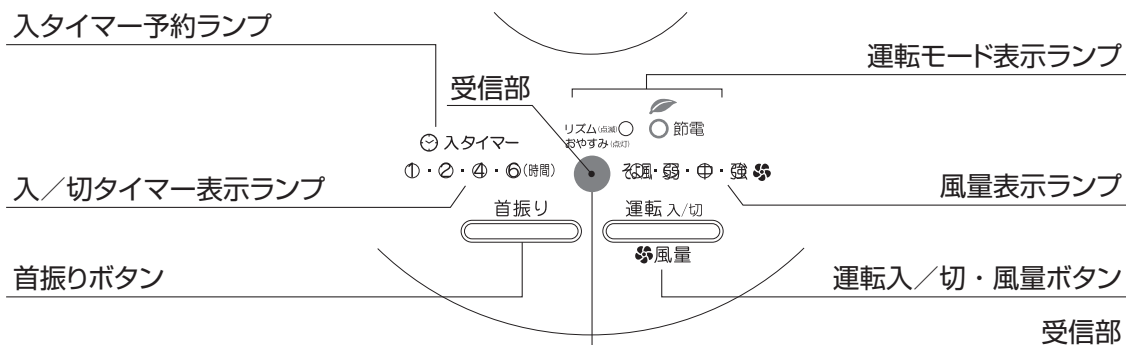 入タイマー予約ランプ
運転モード表示ランプ
受信部
リズム(点滅)
おやすみ(点灯)
節電
入タイマー
①・②・④・⑥(時間)
そよ風・弱・中・強
入／切タイマー表示ランプ
風量表示ランプ
首振り
運転 入/切
風量
首振りボタン
運転入／切・風量ボタン
受信部